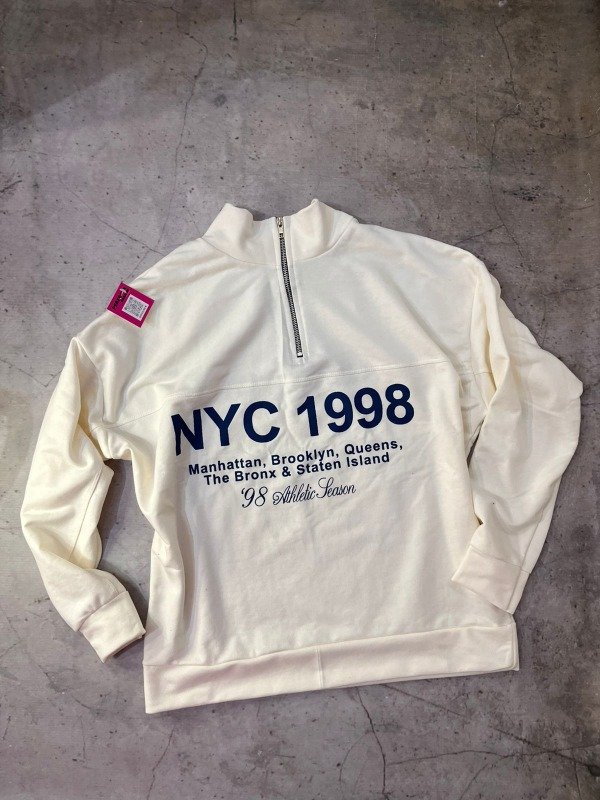 NYC 1998
Manhattan, Brooklyn, Queens,
The Bronx & Staten Island
'98 Athletic Season